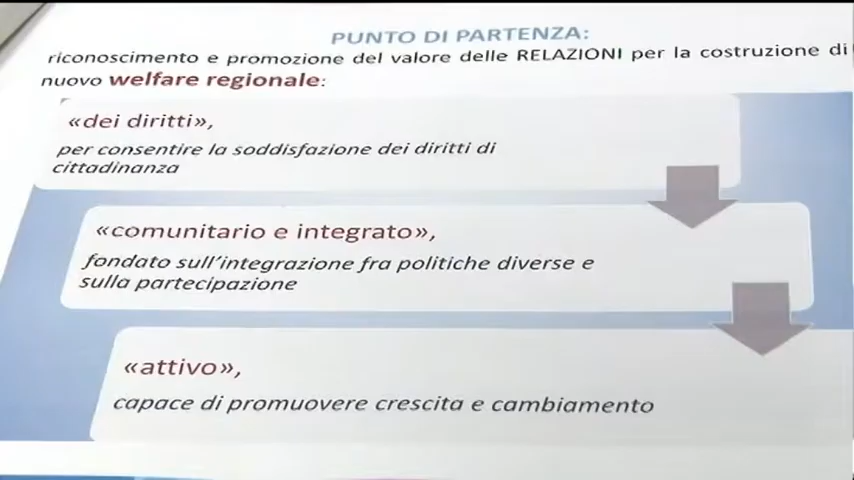 PUNTO DI PARTENZA:
riconoscimento e promozione del valore delle RELAZIONI per la costruzione di
nuovo welfare regionale:
«dei diritti»,
per consentire la soddisfazione dei diritti di
cittadinanza
«comunitario e integrato»,
fondato sull'integrazione fra politiche diverse e
sulla partecipazione
«attivo»,
capace di promuovere crescita e cambiamento